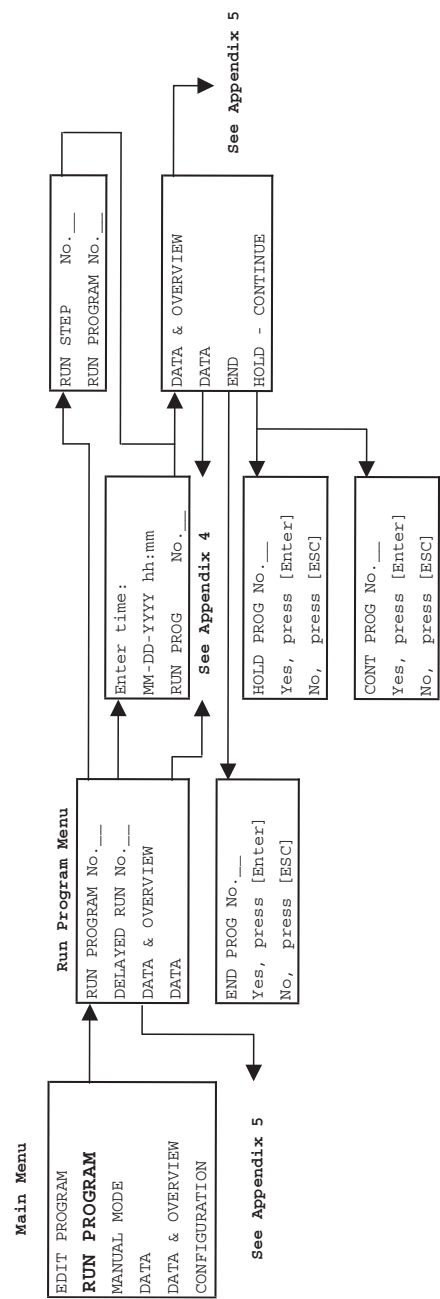 Main Menu
EDIT PROGRAM
RUN PROGRAM
MANUAL MODE
DATA
DATA & OVERVIEW
CONFIGURATION
See Appendix 5
Run Program Menu
RUN PROGRAM No.__
DELAYED RUN No.__
DATA & OVERVIEW
DATA
END PROG No.__
Yes, press [Enter]
No, press [ESC]
Enter time:
MM-DD-YYYY hh:mm
RUN PROG No.__
See Appendix 4
HOLD PROG No.__
Yes, press [Enter]
No, press [ESC]
CONT PROG No.__
Yes, press [Enter]
No, press [ESC]
RUN STEP No.__
RUN PROGRAM No.__
DATA & OVERVIEW
DATA
END
HOLD - CONTINUE
See Appendix 5